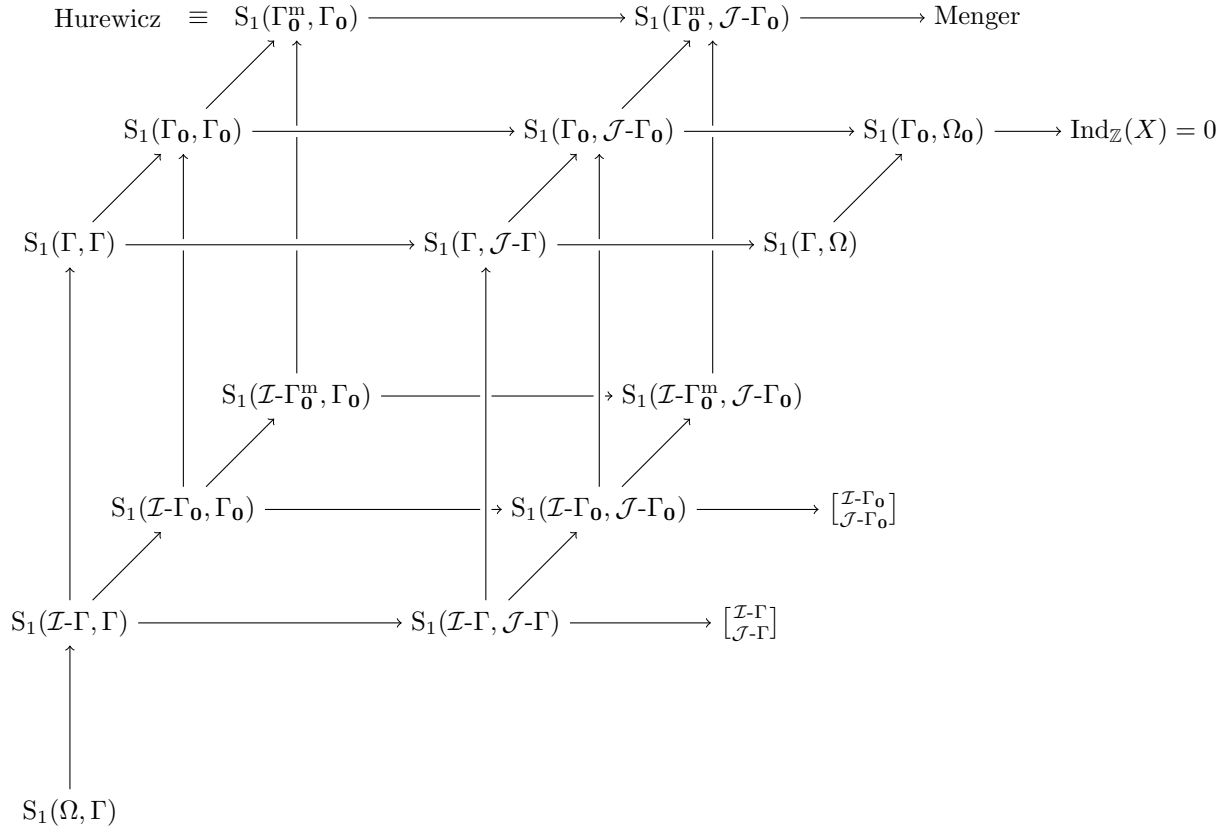 Hurewicz ≡ S₁(Γ₀ᵐ, Γ₀) S₁(Γ₀ᵐ, 𝒥-Γ₀) Menger
S₁(Γ₀, Γ₀) S₁(Γ₀, 𝒥-Γ₀) S₁(Γ₀, Ω₀) Ind_ℤ(X) = 0
S₁(Γ, Γ) S₁(Γ, 𝒥-Γ) S₁(Γ, Ω)
S₁(ℐ-Γ₀ᵐ, Γ₀) S₁(ℐ-Γ₀ᵐ, 𝒥-Γ₀)
S₁(ℐ-Γ₀, Γ₀) S₁(ℐ-Γ₀, 𝒥-Γ₀) [ℐ-Γ₀
𝒥-Γ₀]
S₁(ℐ-Γ, Γ) S₁(ℐ-Γ, 𝒥-Γ) [ℐ-Γ
𝒥-Γ]
S₁(Ω, Γ)